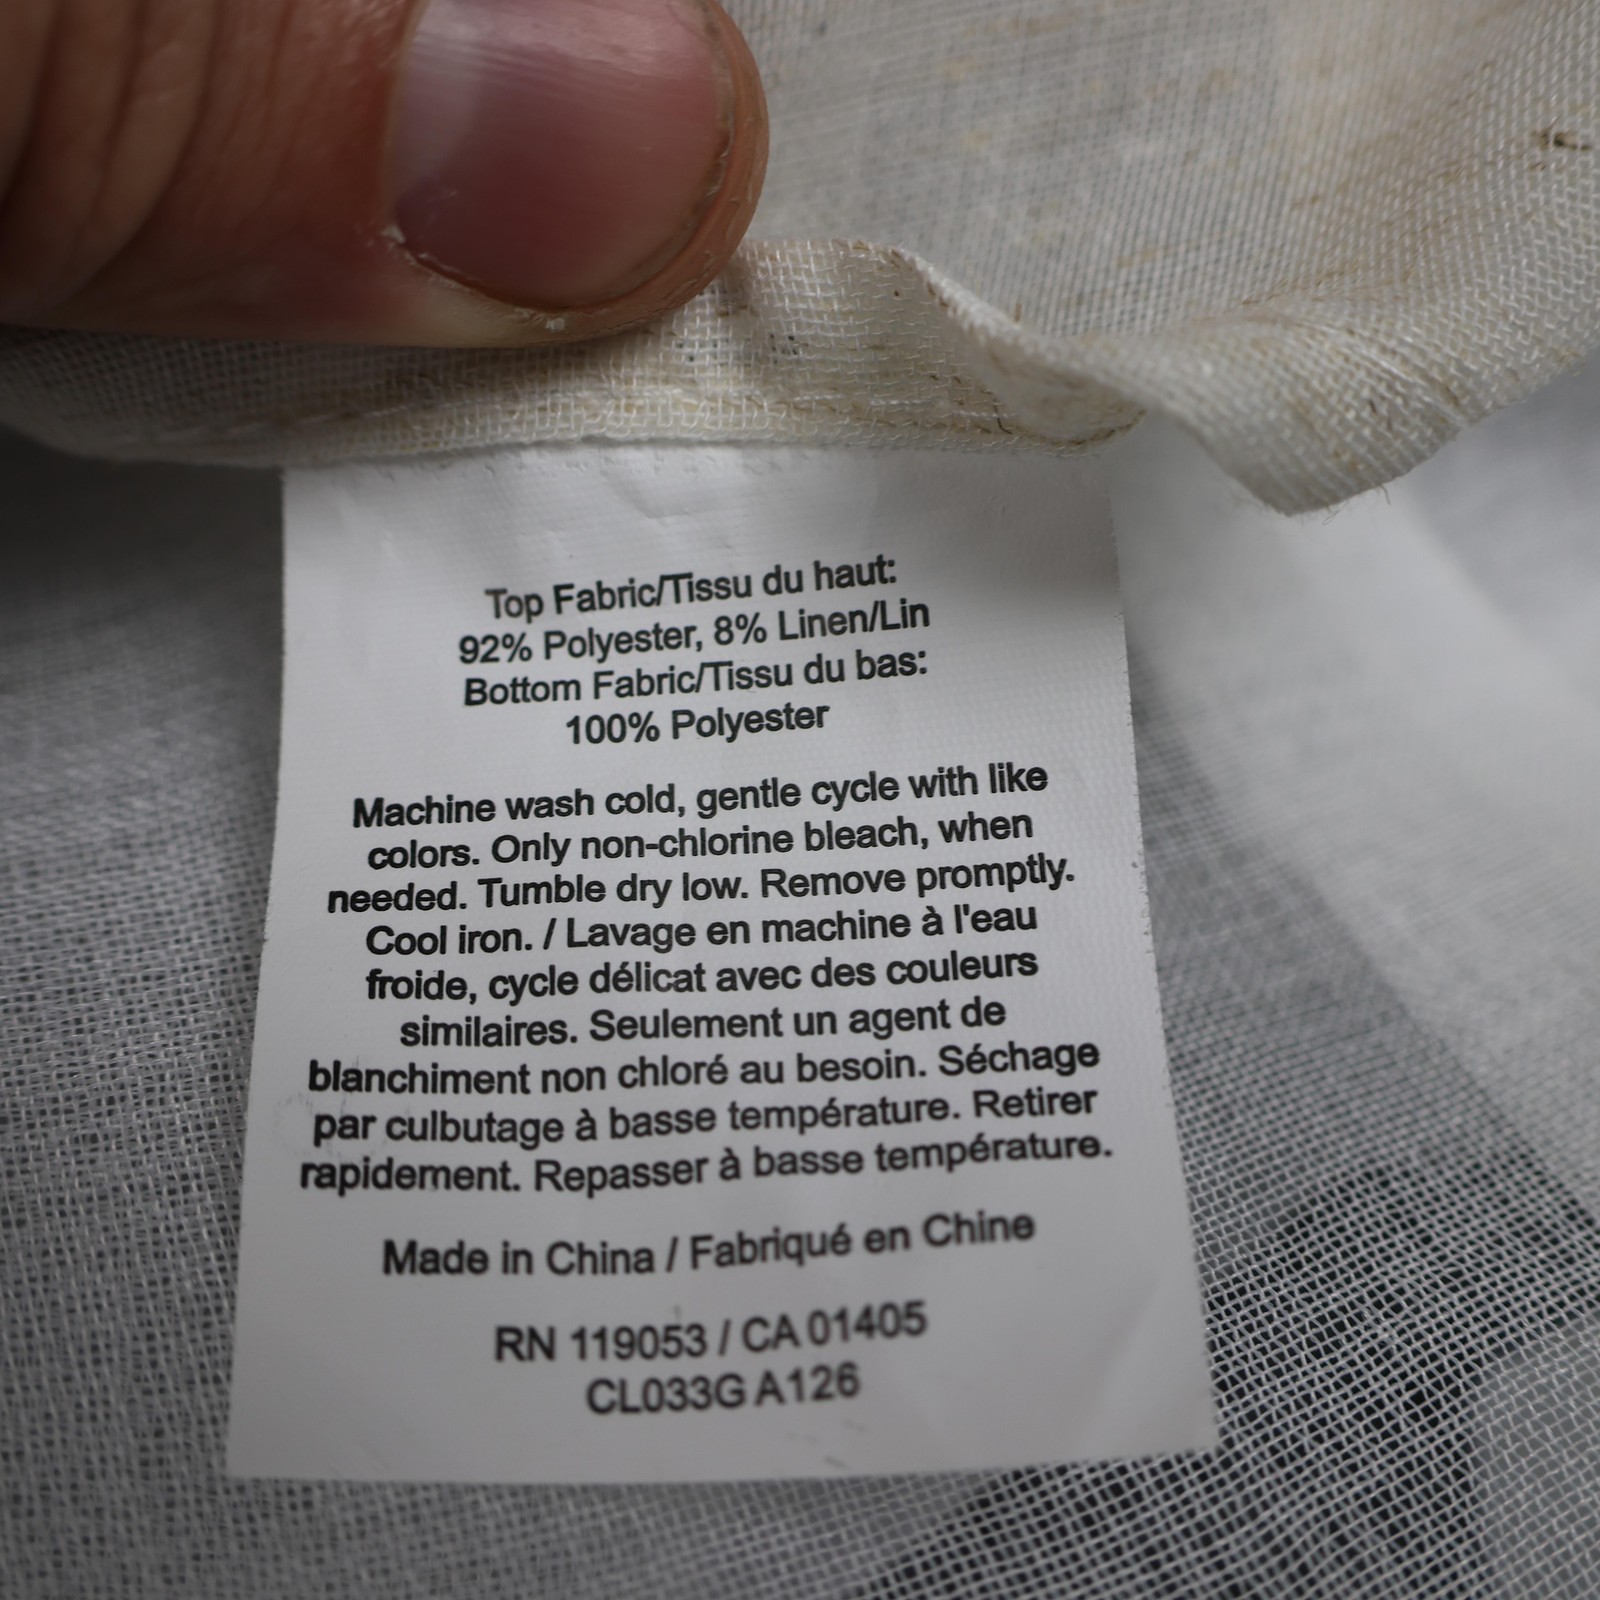 Top Fabric/Tissu du haut:
92% Polyester, 8% Linen/Lin
Bottom Fabric/Tissu du bas:
100% Polyester
Machine wash cold, gentle cycle with like
colors. Only non-chlorine bleach, when
needed. Tumble dry low. Remove promptly.
Cool iron. / Lavage en machine à l'eau
froide, cycle délicat avec des couleurs
similaires. Seulement un agent de
blanchiment non chloré au besoin. Séchage
par culbutage à basse température. Retirer
rapidement. Repasser à basse température.
Made in China / Fabriqué en Chine
RN 119053 / CA 01405
CL033G A126